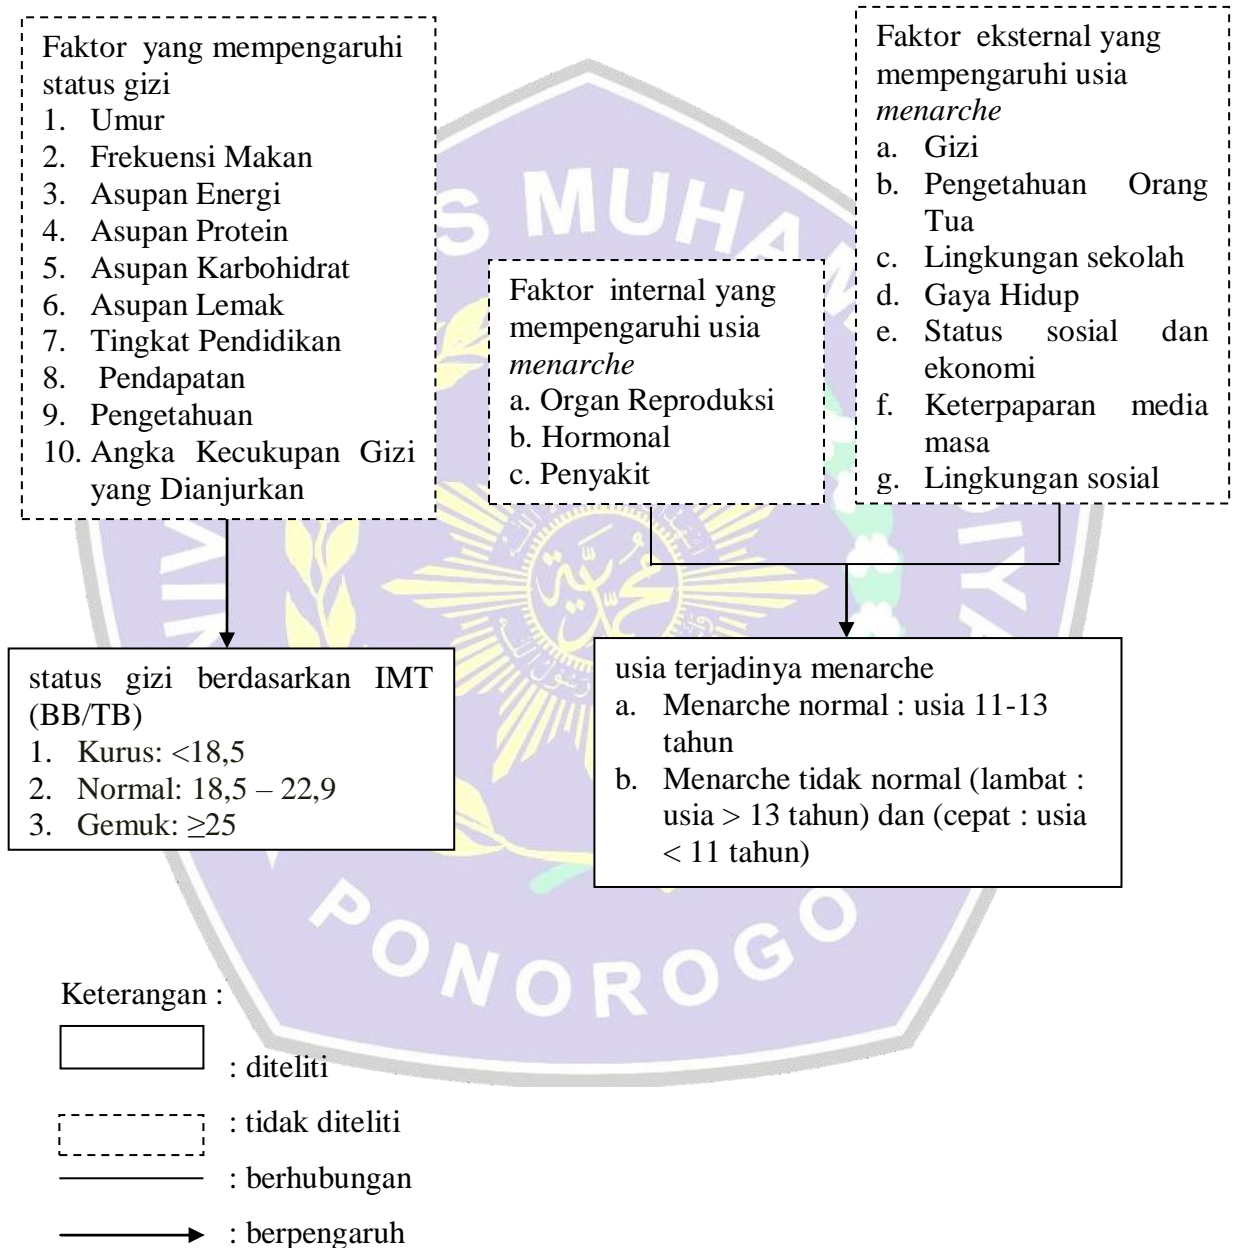 Faktor yang mempengaruhi
status gizi
1. Umur
2. Frekuensi Makan
3. Asupan Energi
4. Asupan Protein
5. Asupan Karbohidrat
6. Asupan Lemak
7. Tingkat Pendidikan
8. Pendapatan
9. Pengetahuan
10. Angka Kecukupan Gizi
yang Dianjurkan
Faktor internal yang
mempengaruhi usia
menarche
a. Organ Reproduksi
b. Hormonal
c. Penyakit
Faktor eksternal yang
mempengaruhi usia
menarche
a. Gizi
b. Pengetahuan Orang
Tua
c. Lingkungan sekolah
d. Gaya Hidup
e. Status sosial dan
ekonomi
f. Keterpaparan media
masa
g. Lingkungan sosial
status gizi berdasarkan IMT
(BB/TB)
1. Kurus: <18,5
2. Normal: 18,5 – 22,9
3. Gemuk: ≥25
usia terjadinya menarche
a. Menarche normal : usia 11-13
tahun
b. Menarche tidak normal (lambat :
usia > 13 tahun) dan (cepat : usia
< 11 tahun)
Keterangan :
: diteliti
: tidak diteliti
: berhubungan
: berpengaruh
S MUHAM
DIYA
NIV
PONOROGO
محمدية